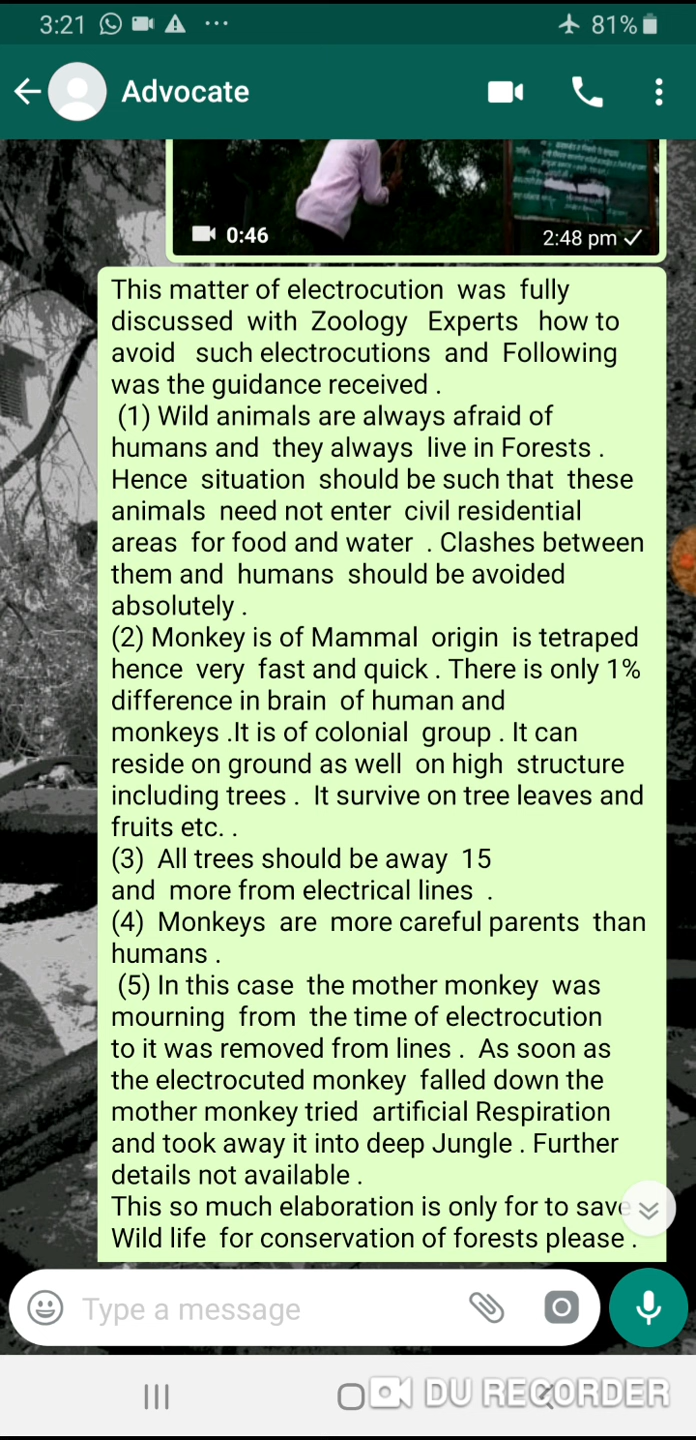 3:21 81%
Advocate
0:46 2:48 pm
This matter of electrocution was fully
discussed with Zoology Experts how to
avoid such electrocutions and Following
was the guidance received .
(1) Wild animals are always afraid of
humans and they always live in Forests .
Hence situation should be such that these
animals need not enter civil residential
areas for food and water . Clashes between
them and humans should be avoided
absolutely .
(2) Monkey is of Mammal origin is tetraped
hence very fast and quick . There is only 1%
difference in brain of human and
monkeys .It is of colonial group . It can
reside on ground as well on high structure
including trees . It survive on tree leaves and
fruits etc. .
(3) All trees should be away 15
and more from electrical lines .
(4) Monkeys are more careful parents than
humans .
(5) In this case the mother monkey was
mourning from the time of electrocution
to it was removed from lines . As soon as
the electrocuted monkey falled down the
mother monkey tried artificial Respiration
and took away it into deep Jungle . Further
details not available .
This so much elaboration is only for to save
Wild life for conservation of forests please .
Type a message
DU RECORDER